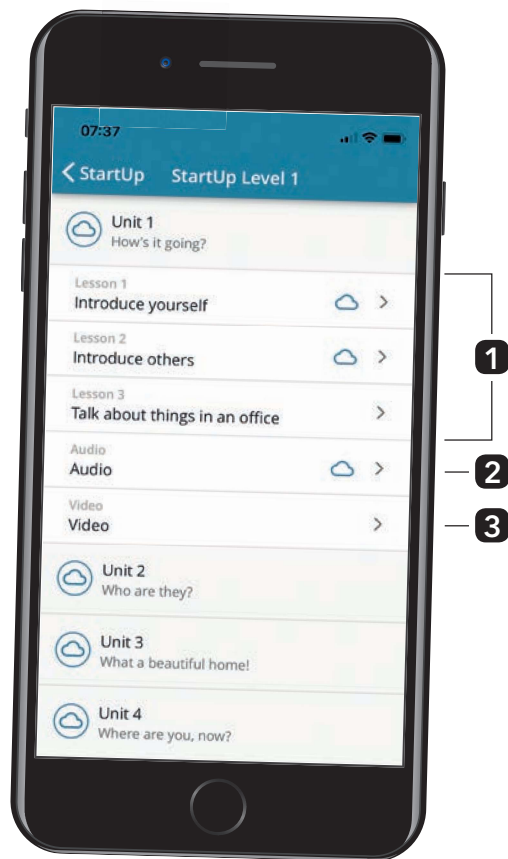 07:37
StartUp StartUp Level 1
Unit 1
How's it going?
Lesson 1
Introduce yourself
Lesson 2
Introduce others
Lesson 3
Talk about things in an office
1
Audio
Audio
2
Video
Video
3
Unit 2
Who are they?
Unit 3
What a beautiful home!
Unit 4
Where are you, now?